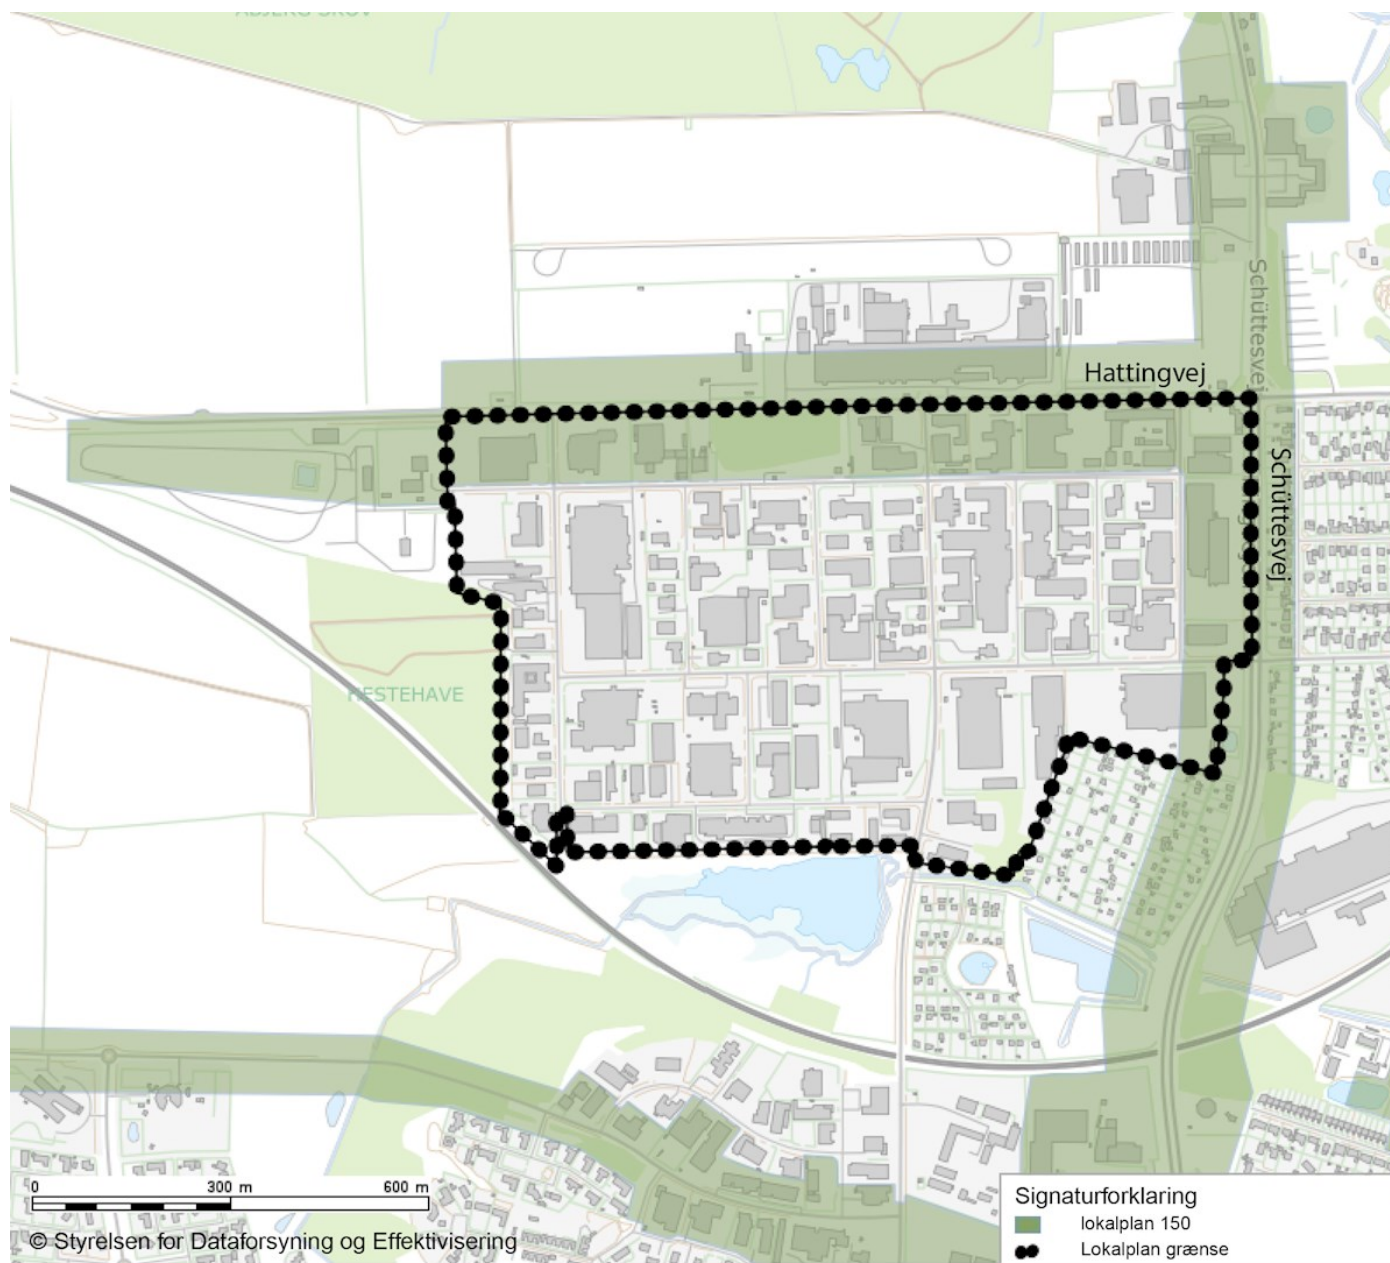 Schüttesvej
Hattingvej
Schüttesvej
HESTEHAVE
0 300 m 600 m
© Styrelsen for Dataforsyning og Effektivisering
Signaturforklaring
lokalplan 150
Lokalplan grænse